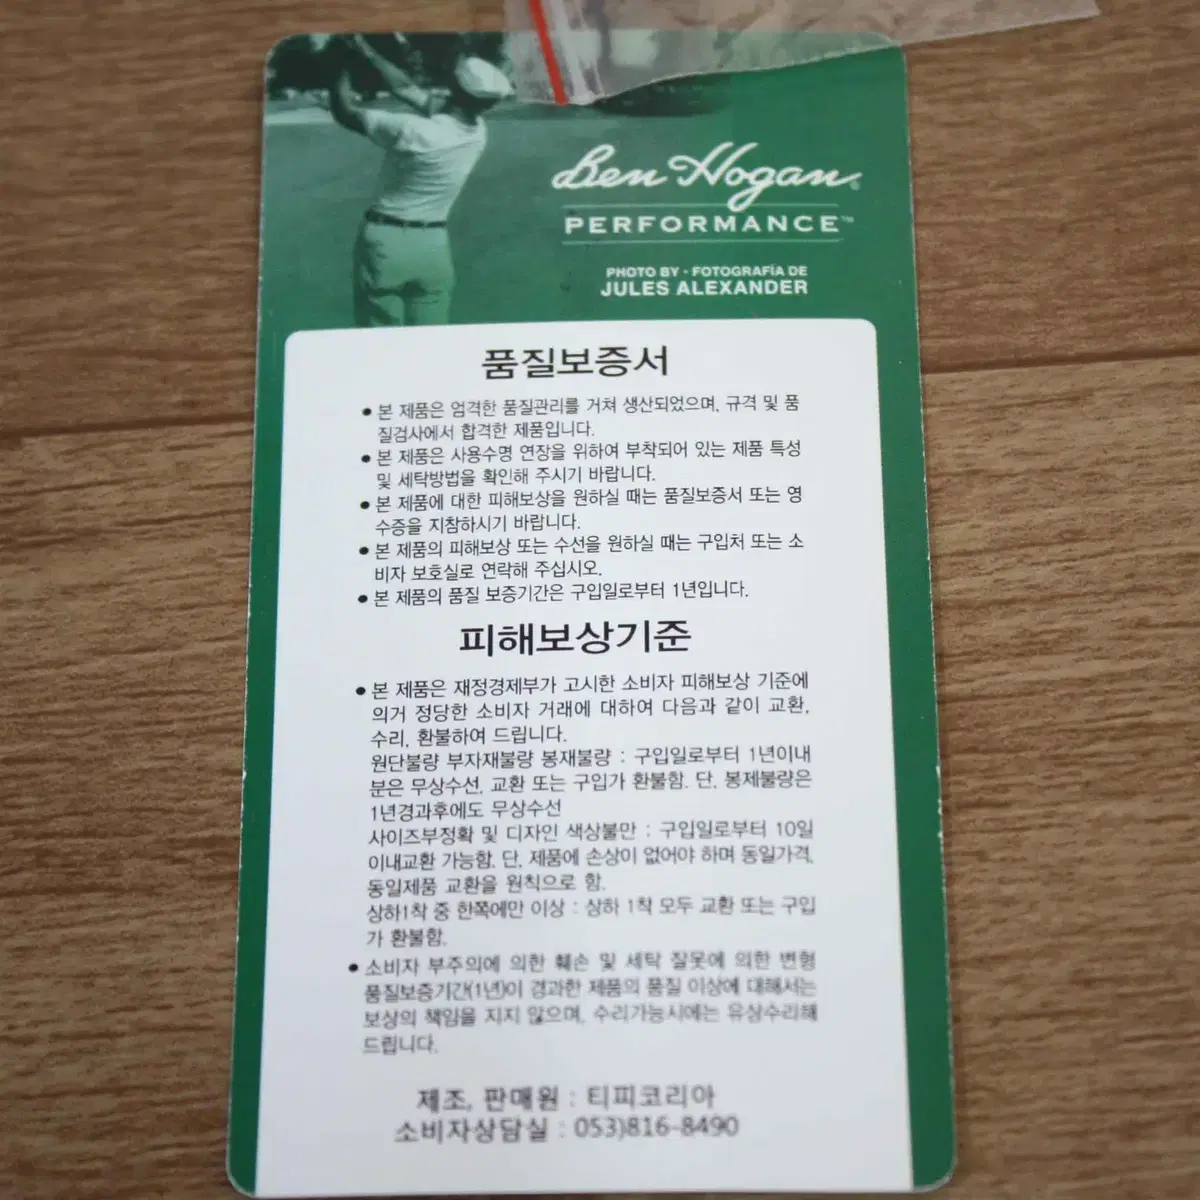 Ben Hogan®
PERFORMANCE™
PHOTO BY · FOTOGRAFÍA DE
JULES ALEXANDER
품질보증서
● 본 제품은 엄격한 품질관리를 거쳐 생산되었으며, 규격 및 품
질검사에서 합격한 제품입니다.
● 본 제품은 사용수명 연장을 위하여 부착되어 있는 제품 특성
및 세탁방법을 확인해 주시기 바랍니다.
● 본 제품에 대한 피해보상을 원하실 때는 품질보증서 또는 영
수증을 지참하시기 바랍니다.
● 본 제품의 피해보상 또는 수선을 원하실 때는 구입처 또는 소
비자 보호실로 연락해 주십시오.
● 본 제품의 품질 보증기간은 구입일로부터 1년입니다.
피해보상기준
● 본 제품은 재정경제부가 고시한 소비자 피해보상 기준에
의거 정당한 소비자 거래에 대하여 다음과 같이 교환,
수리, 환불하여 드립니다.
원단불량 부자재불량 봉재불량 : 구입일로부터 1년이내
분은 무상수선, 교환 또는 구입가 환불함. 단, 봉제불량은
1년경과후에도 무상수선
사이즈부정확 및 디자인 색상불만 : 구입일로부터 10일
이내교환 가능함. 단, 제품에 손상이 없어야 하며 동일가격,
동일제품 교환을 원칙으로 함.
상하1착 중 한쪽에만 이상 : 상하 1착 모두 교환 또는 구입
가 환불함.
● 소비자 부주의에 의한 훼손 및 세탁 잘못에 의한 변형
품질보증기간(1년)이 경과한 제품의 품질 이상에 대해서는
보상의 책임을 지지 않으며, 수리가능시에는 유상수리해
드립니다.
제조, 판매원 : 티피코리아
소비자상담실 : 053)816-8490